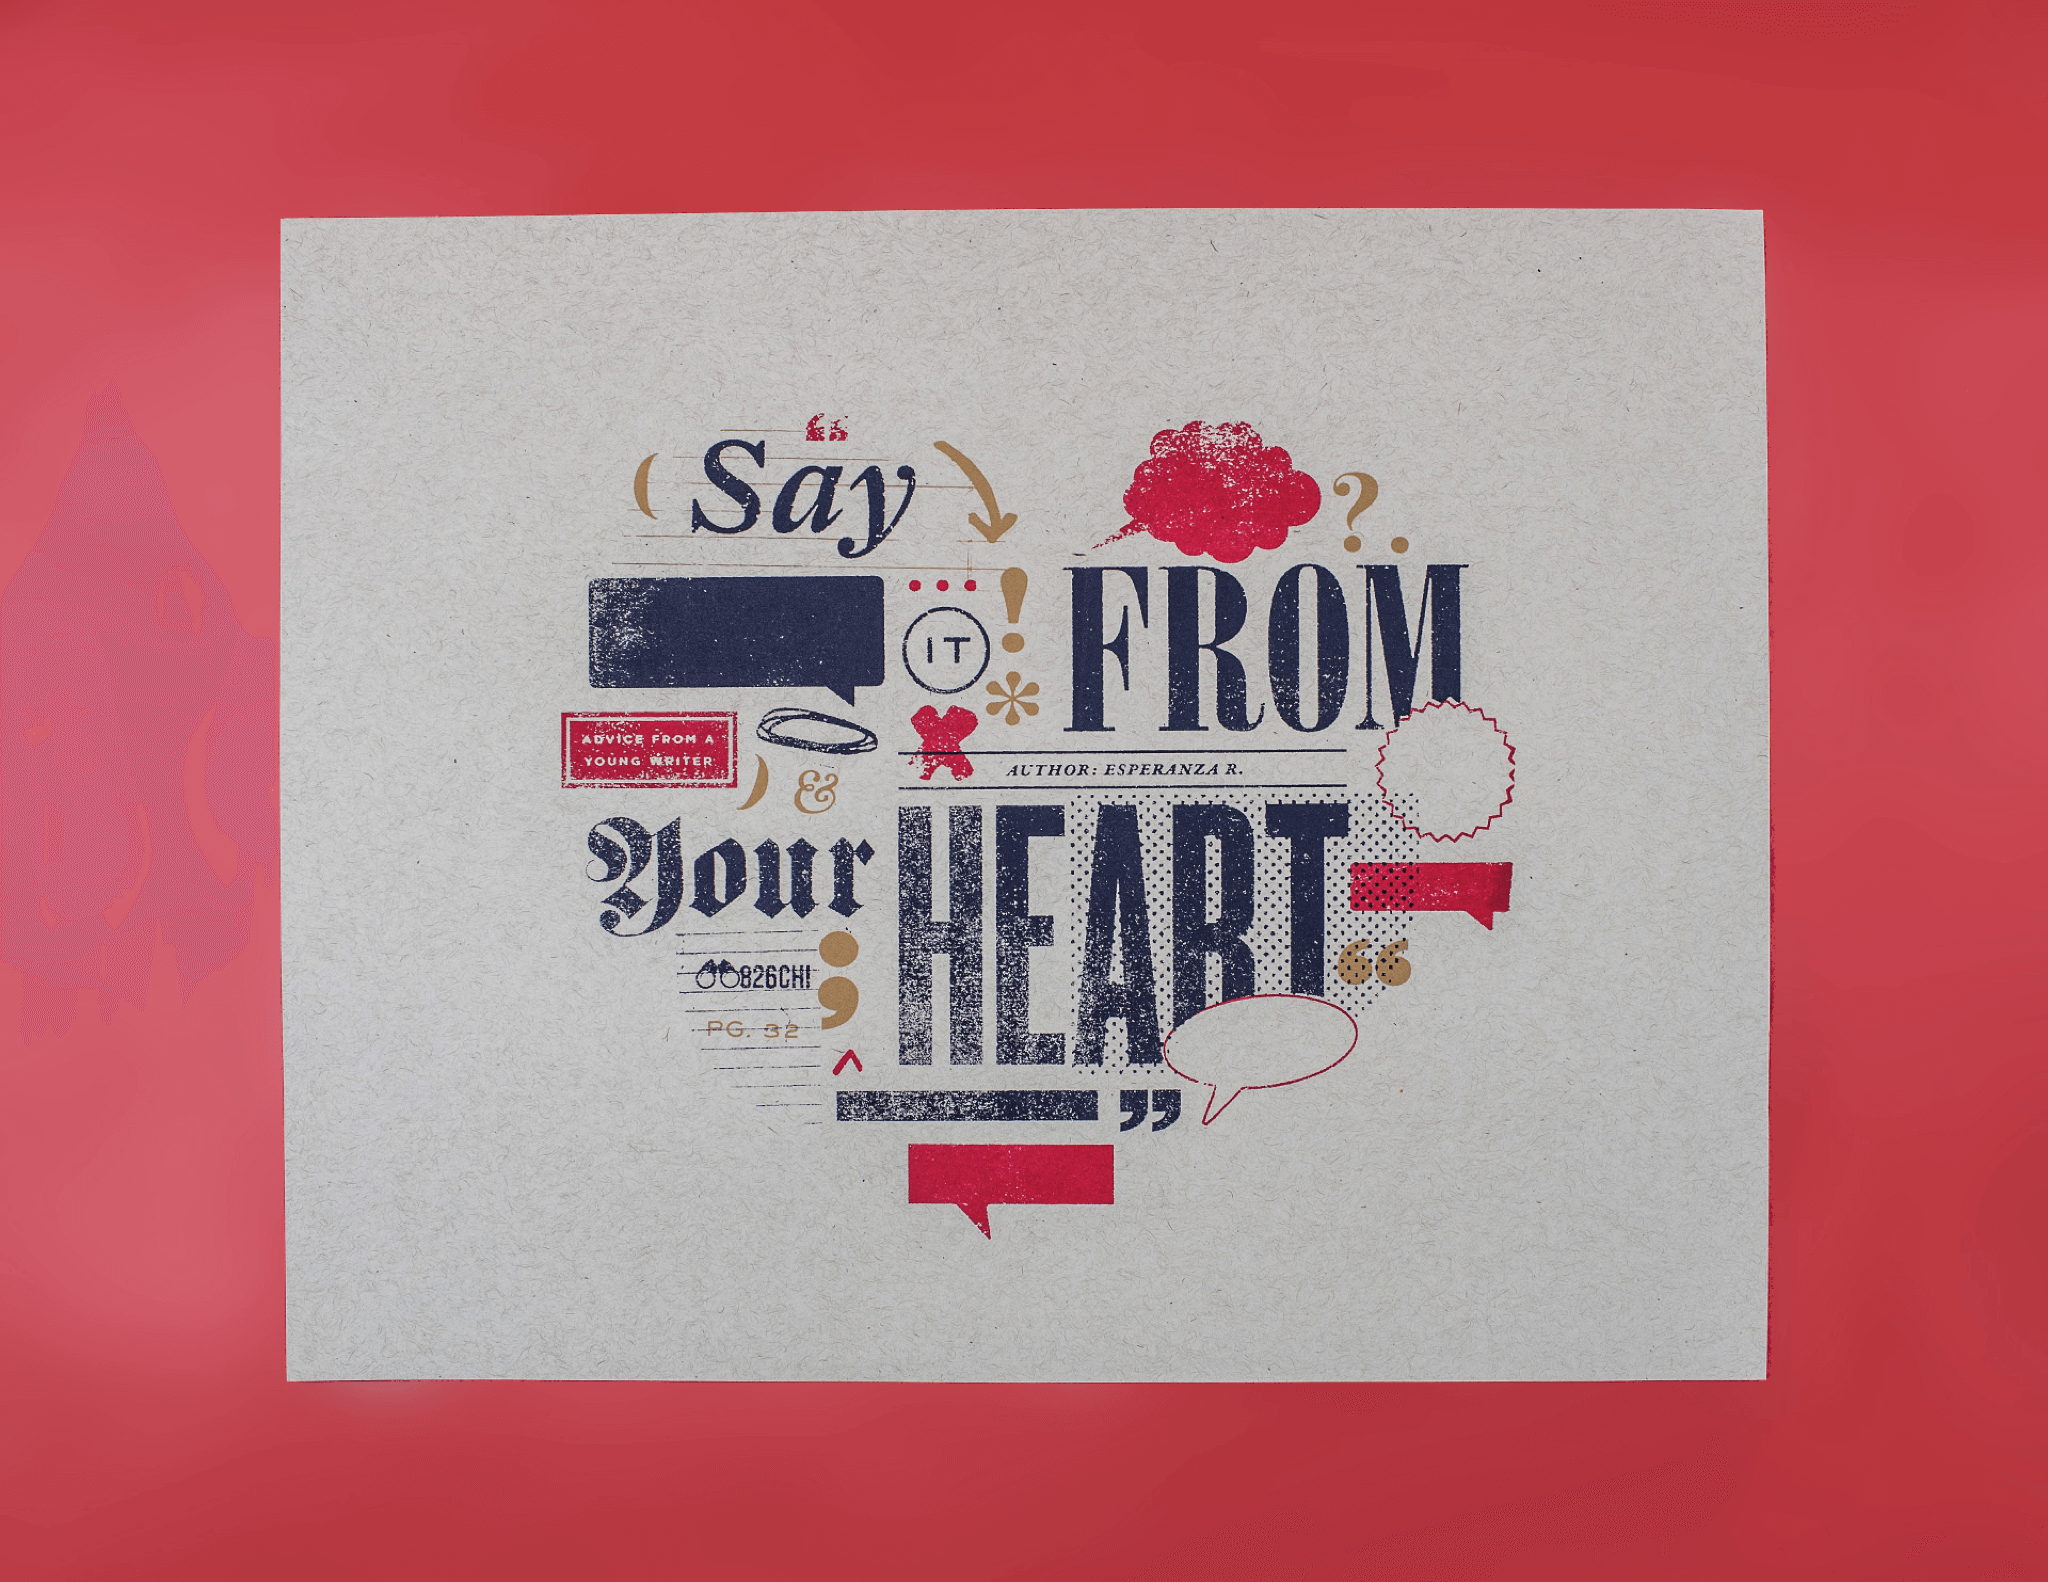 “
Say
IT
!
*
?
FROM
ADVICE FROM A
YOUNG WRITER
&
AUTHOR: ESPERANZA R.
Your
HEART
826CHI
;
“
PG. 32
^
”